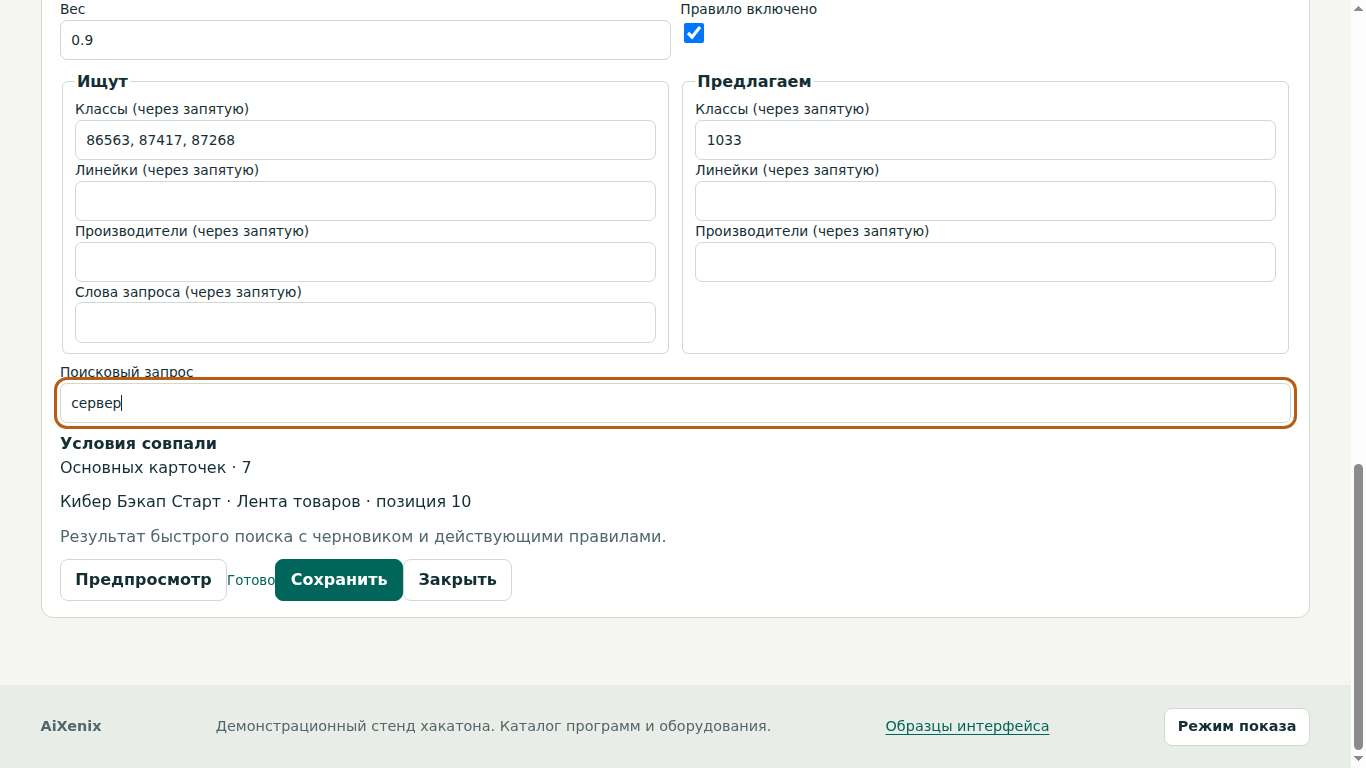 Вес
Правило включено
0.9
Ищут
Предлагаем
Классы (через запятую)
Классы (через запятую)
86563, 87417, 87268
1033
Линейки (через запятую)
Линейки (через запятую)
Производители (через запятую)
Производители (через запятую)
Слова запроса (через запятую)
Поисковый запрос
сервер
Условия совпали
Основных карточек · 7
Кибер Бэкап Старт · Лента товаров · позиция 10
Результат быстрого поиска с черновиком и действующими правилами.
Предпросмотр Готово Сохранить Закрыть
AiXenix Демонстрационный стенд хакатона. Каталог программ и оборудования. Образцы интерфейса Режим показа